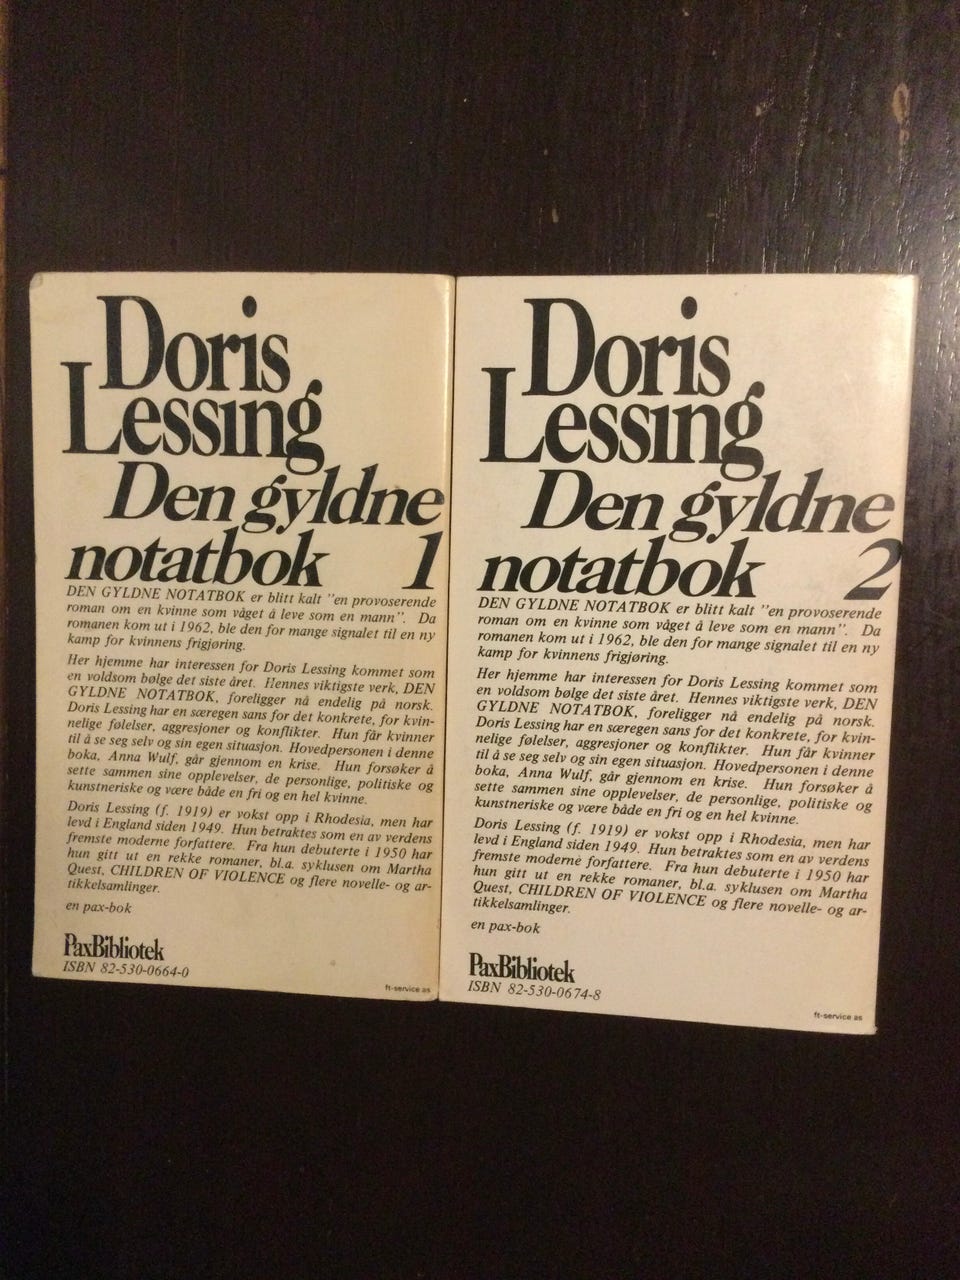 Doris
Lessing
Den gyldne
notatbok 1
DEN GYLDNE NOTATBOK er blitt kalt "en provoserende
roman om en kvinne som våget å leve som en mann". Da
romanen kom ut i 1962, ble den for mange signalet til en ny
kamp for kvinnens frigjøring.
Her hjemme har interessen for Doris Lessing kommet som
en voldsom bølge det siste året. Hennes viktigste verk, DEN
GYLDNE NOTATBOK, foreligger nå endelig på norsk.
Doris Lessing har en særegen sans for det konkrete, for kvin-
nelige følelser, aggresjoner og konflikter. Hun får kvinner
til å se seg selv og sin egen situasjon. Hovedpersonen i denne
boka, Anna Wulf, går gjennom en krise. Hun forsøker å
sette sammen sine opplevelser, de personlige, politiske og
kunstneriske og være både en fri og en hel kvinne.
Doris Lessing (f. 1919) er vokst opp i Rhodesia, men har
levd i England siden 1949. Hun betraktes som en av verdens
fremste moderne forfattere. Fra hun debuterte i 1950 har
hun gitt ut en rekke romaner, bl.a. syklusen om Martha
Quest, CHILDREN OF VIOLENCE og flere novelle- og ar-
tikkelsamlinger.
en pax-bok
PaxBibliotek
ISBN 82-530-0664-0
ft-service as
Doris
Lessing
Den gyldne
notatbok 2
DEN GYLDNE NOTATBOK er blitt kalt "en provoserende
roman om en kvinne som våget å leve som en mann". Da
romanen kom ut i 1962, ble den for mange signalet til en ny
kamp for kvinnens frigjøring.
Her hjemme har interessen for Doris Lessing kommet som
en voldsom bølge det siste året. Hennes viktigste verk, DEN
GYLDNE NOTATBOK, foreligger nå endelig på norsk.
Doris Lessing har en særegen sans for det konkrete, for kvin-
nelige følelser, aggresjoner og konflikter. Hun får kvinner
til å se seg selv og sin egen situasjon. Hovedpersonen i denne
boka, Anna Wulf, går gjennom en krise. Hun forsøker å
sette sammen sine opplevelser, de personlige, politiske og
kunstneriske og være både en fri og en hel kvinne.
Doris Lessing (f. 1919) er vokst opp i Rhodesia, men har
levd i England siden 1949. Hun betraktes som en av verdens
fremste moderne forfattere. Fra hun debuterte i 1950 har
hun gitt ut en rekke romaner, bl.a. syklusen om Martha
Quest, CHILDREN OF VIOLENCE og flere novelle- og ar-
tikkelsamlinger.
en pax-bok
PaxBibliotek
ISBN 82-530-0674-8
ft-service as